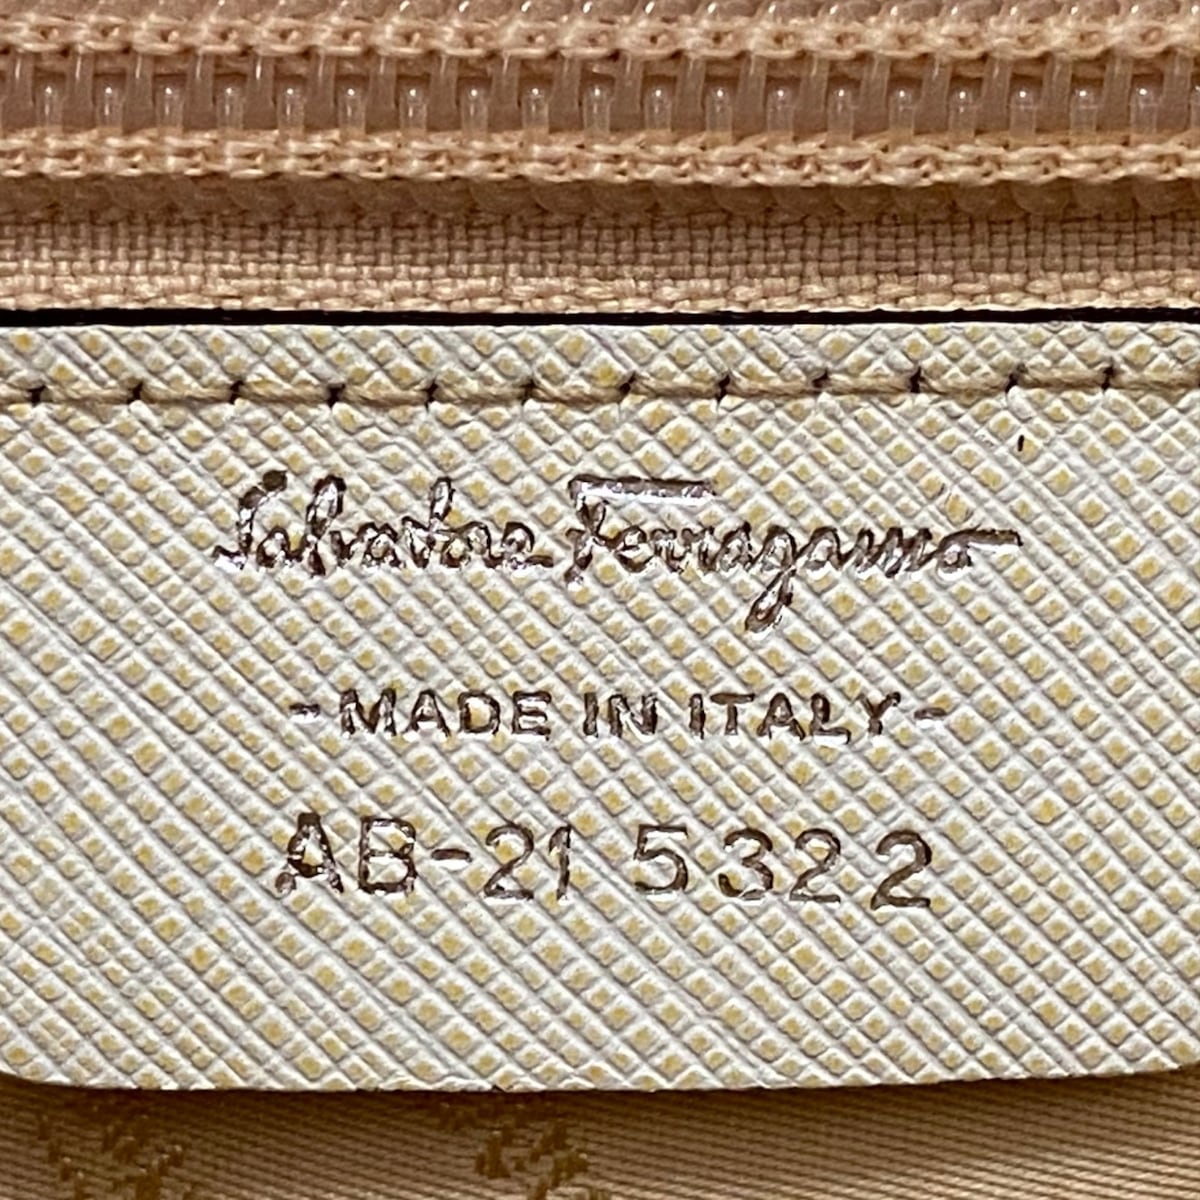 Salvatore Ferragamo
-MADE IN ITALY-
AB-21 5322